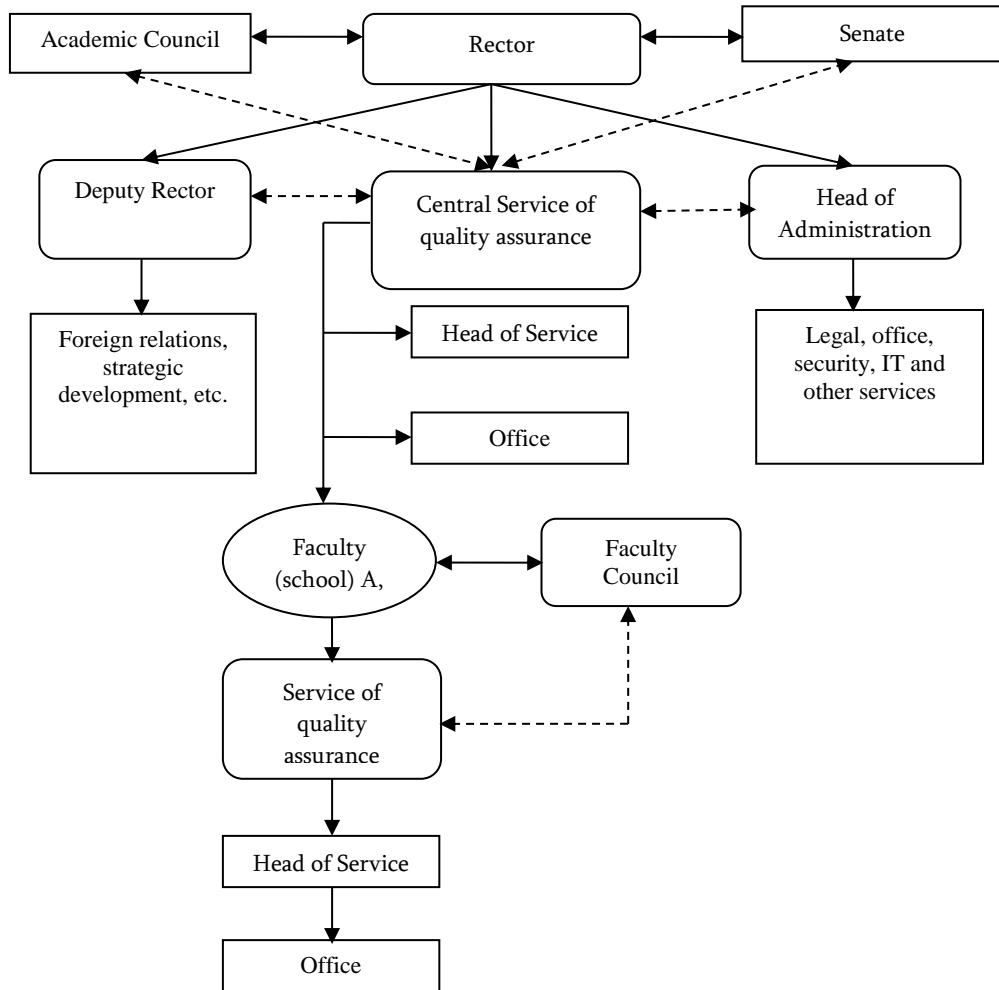 Academic Council
Rector
Senate
Deputy Rector
Central Service of
quality assurance
Head of
Administration
Foreign relations,
strategic
development, etc.
Head of Service
Legal, office,
security, IT and
other services
Office
Faculty
(school) A,
Faculty
Council
Service of
quality
assurance
Head of Service
Office